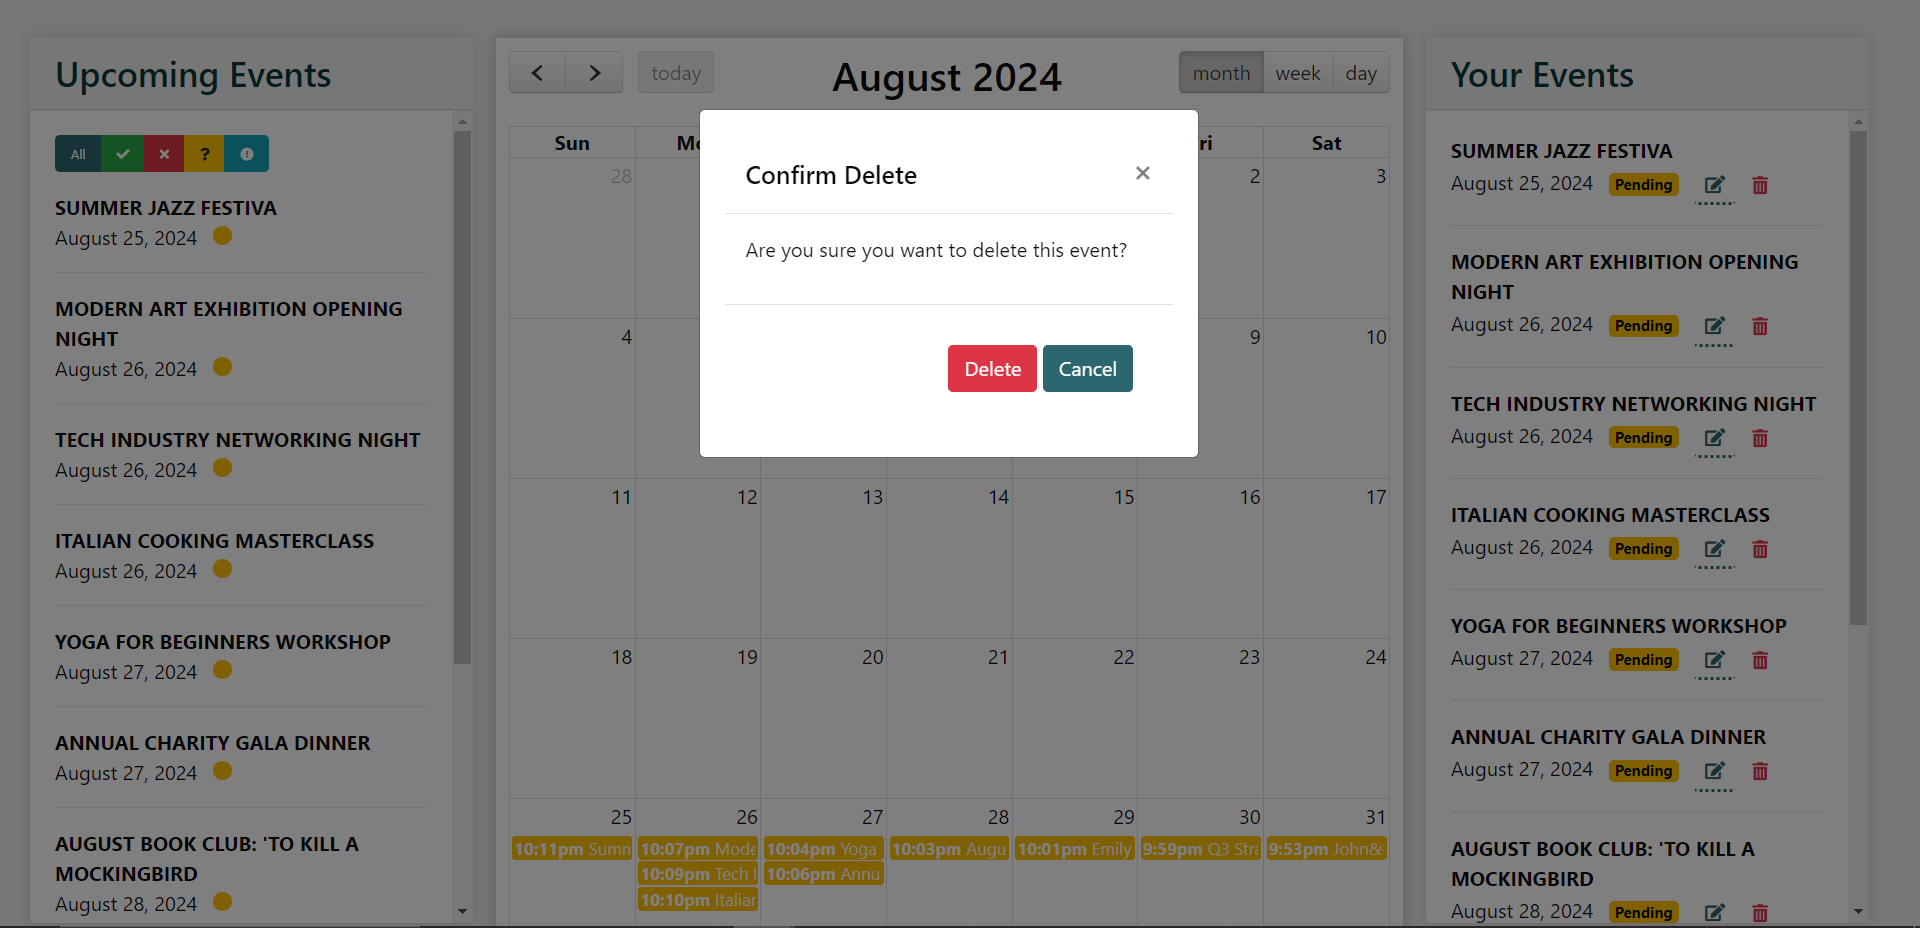 Upcoming Events
All
SUMMER JAZZ FESTIVA
August 25, 2024
MODERN ART EXHIBITION OPENING
NIGHT
August 26, 2024
TECH INDUSTRY NETWORKING NIGHT
August 26, 2024
ITALIAN COOKING MASTERCLASS
August 26, 2024
YOGA FOR BEGINNERS WORKSHOP
August 27, 2024
ANNUAL CHARITY GALA DINNER
August 27, 2024
AUGUST BOOK CLUB: 'TO KILL A
MOCKINGBIRD
August 28, 2024
today
August 2024
month week day
Sun Mo ri Sat
28 2 3
4 9 10
11 12 13 14 15 16 17
18 19 20 21 22 23 24
25 26 27 28 29 30 31
10:11pm Sumn 10:07pm Mode 10:04pm Yoga 10:03pm Augu 10:01pm Emily 9:59pm Q3 Stra 9:53pm John&
10:09pm Tech I 10:06pm Annu
10:10pm Italiar
Confirm Delete ×
Are you sure you want to delete this event?
Delete Cancel
Your Events
SUMMER JAZZ FESTIVA
August 25, 2024 Pending
MODERN ART EXHIBITION OPENING
NIGHT
August 26, 2024 Pending
TECH INDUSTRY NETWORKING NIGHT
August 26, 2024 Pending
ITALIAN COOKING MASTERCLASS
August 26, 2024 Pending
YOGA FOR BEGINNERS WORKSHOP
August 27, 2024 Pending
ANNUAL CHARITY GALA DINNER
August 27, 2024 Pending
AUGUST BOOK CLUB: 'TO KILL A
MOCKINGBIRD
August 28, 2024 Pending